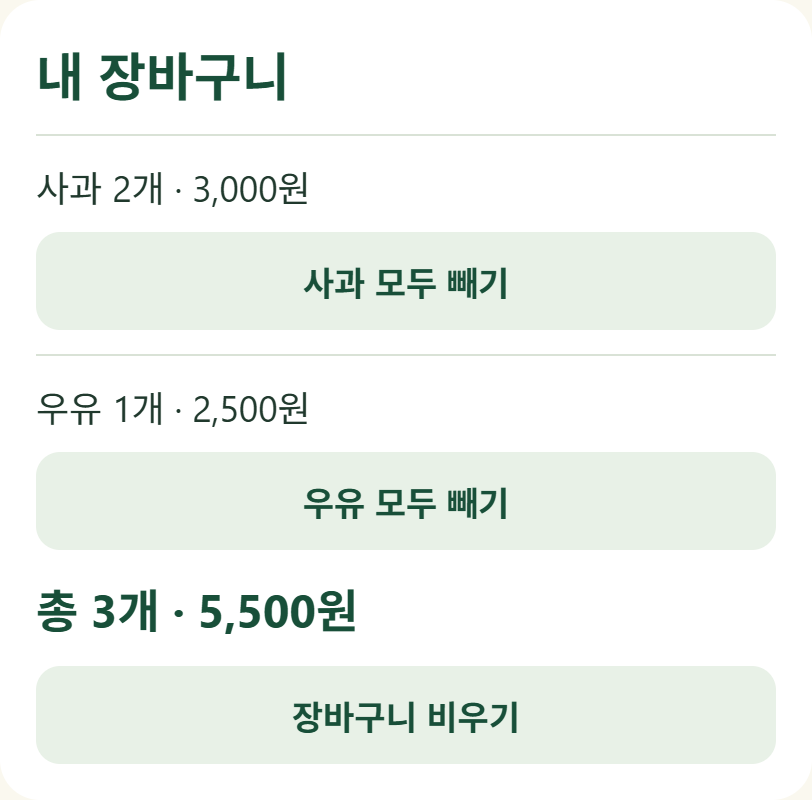 내 장바구니
사과 2개 · 3,000원
사과 모두 빼기
우유 1개 · 2,500원
우유 모두 빼기
총 3개 · 5,500원
장바구니 비우기